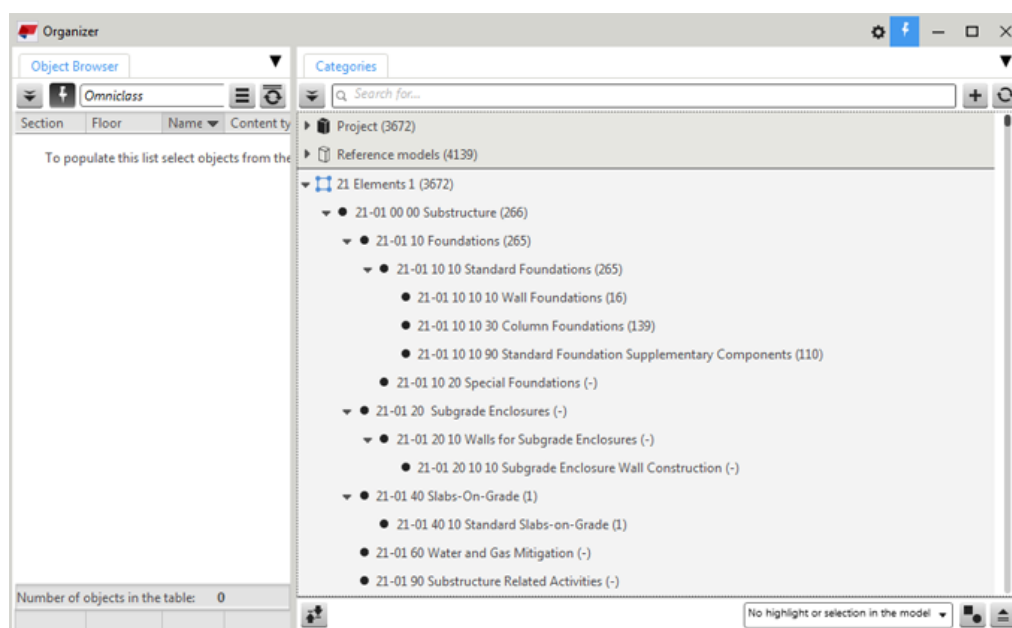 Organizer
Object Browser
Categories
Omniclass
Search for...
Section Floor Name Content ty
To populate this list select objects from the
Project (3672)
Reference models (4139)
21 Elements 1 (3672)
21-01 00 00 Substructure (266)
21-01 10 Foundations (265)
21-01 10 10 Standard Foundations (265)
21-01 10 10 10 Wall Foundations (16)
21-01 10 10 30 Column Foundations (139)
21-01 10 10 90 Standard Foundation Supplementary Components (110)
21-01 10 20 Special Foundations (-)
21-01 20 Subgrade Enclosures (-)
21-01 20 10 Walls for Subgrade Enclosures (-)
21-01 20 10 10 Subgrade Enclosure Wall Construction (-)
21-01 40 Slabs-On-Grade (1)
21-01 40 10 Standard Slabs-on-Grade (1)
21-01 60 Water and Gas Mitigation (-)
21-01 90 Substructure Related Activities (-)
Number of objects in the table: 0
No highlight or selection in the model